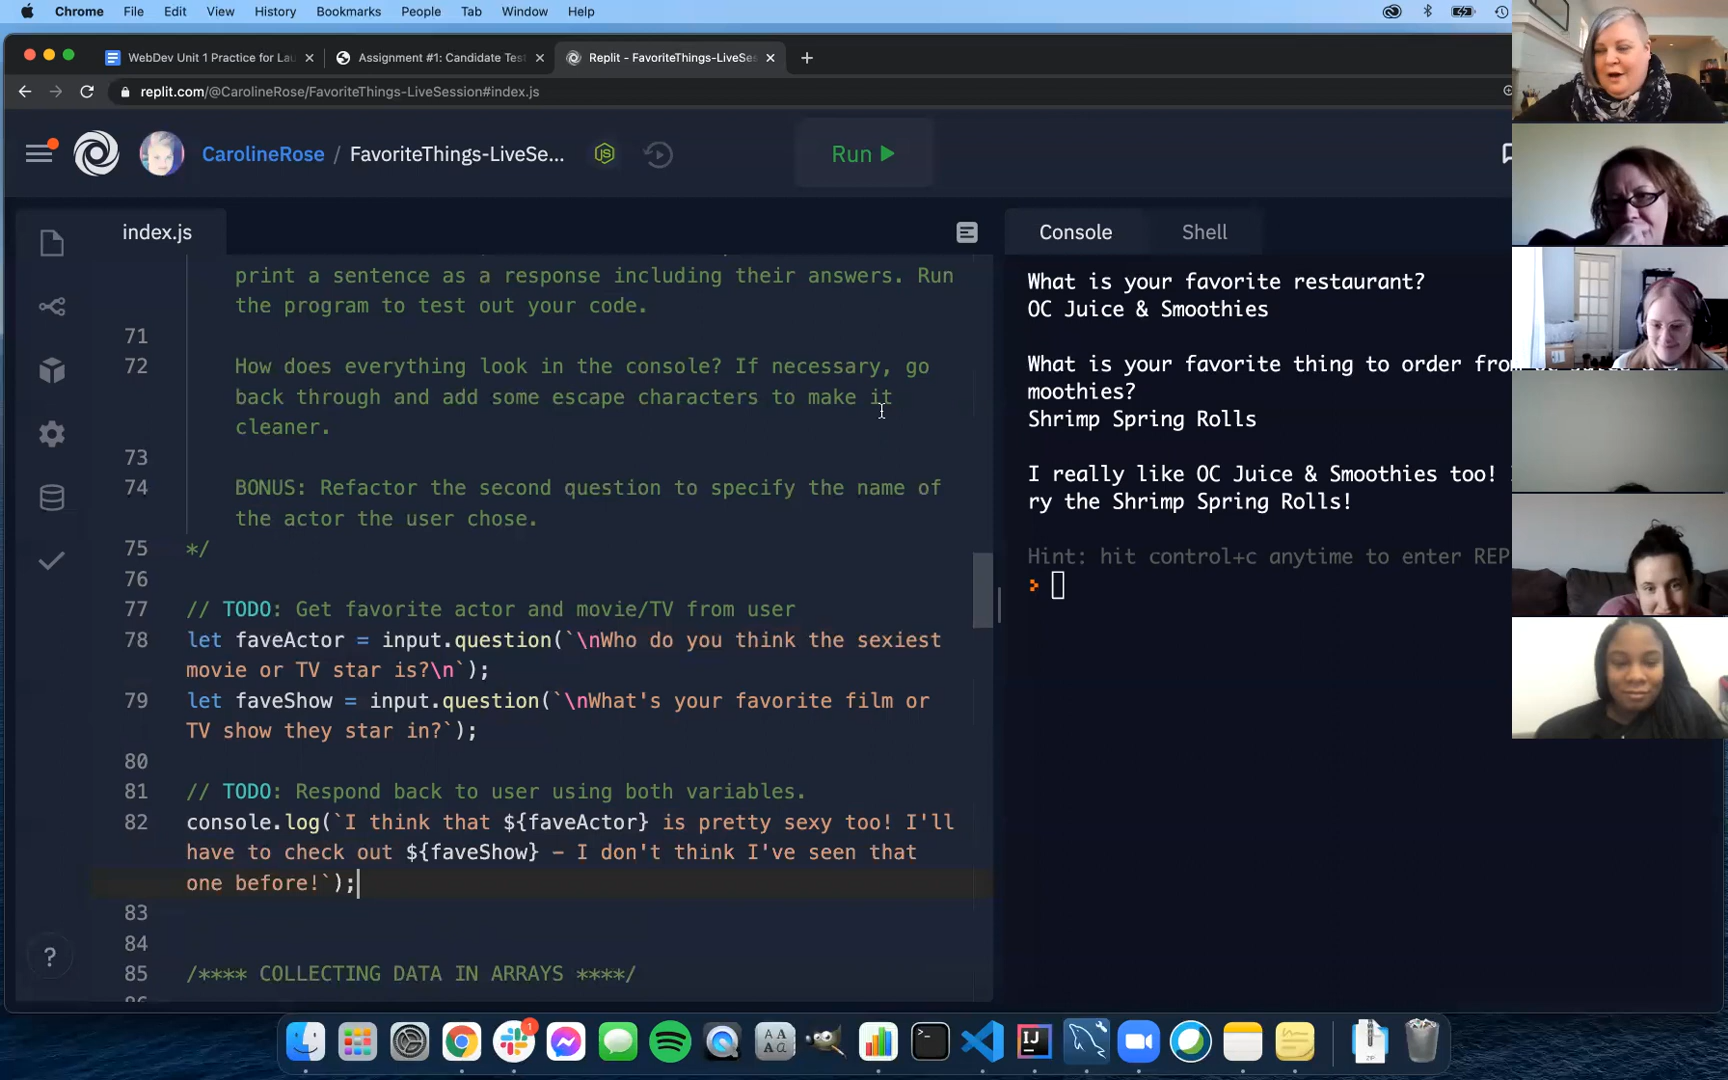 Chrome File Edit View History Bookmarks People Tab Window Help
WebDev Unit 1 Practice for Lau
Assignment #1: Candidate Test
Replit - FavoriteThings-LiveSes
replit.com/@CarolineRose/FavoriteThings-LiveSession#index.js
CarolineRose / FavoriteThings-LiveSe...
Run
index.js
Console
Shell
print a sentence as a response including their answers. Run
the program to test out your code.
71
72 How does everything look in the console? If necessary, go
back through and add some escape characters to make it
cleaner.
73
74 BONUS: Refactor the second question to specify the name of
the actor the user chose.
75 */
76
77 // TODO: Get favorite actor and movie/TV from user
78 let faveActor = input.question(`\nWho do you think the sexiest
movie or TV star is?\n`);
79 let faveShow = input.question(`\nWhat's your favorite film or
TV show they star in?`);
80
81 // TODO: Respond back to user using both variables.
82 console.log(`I think that ${faveActor} is pretty sexy too! I'll
have to check out ${faveShow} – I don't think I've seen that
one before!`);
83
84
85 /**** COLLECTING DATA IN ARRAYS ****/
What is your favorite restaurant?
OC Juice & Smoothies
What is your favorite thing to order from
moothies?
Shrimp Spring Rolls
I really like OC Juice & Smoothies too!
ry the Shrimp Spring Rolls!
Hint: hit control+c anytime to enter REP
1
A A
A C
IJ
ZIP